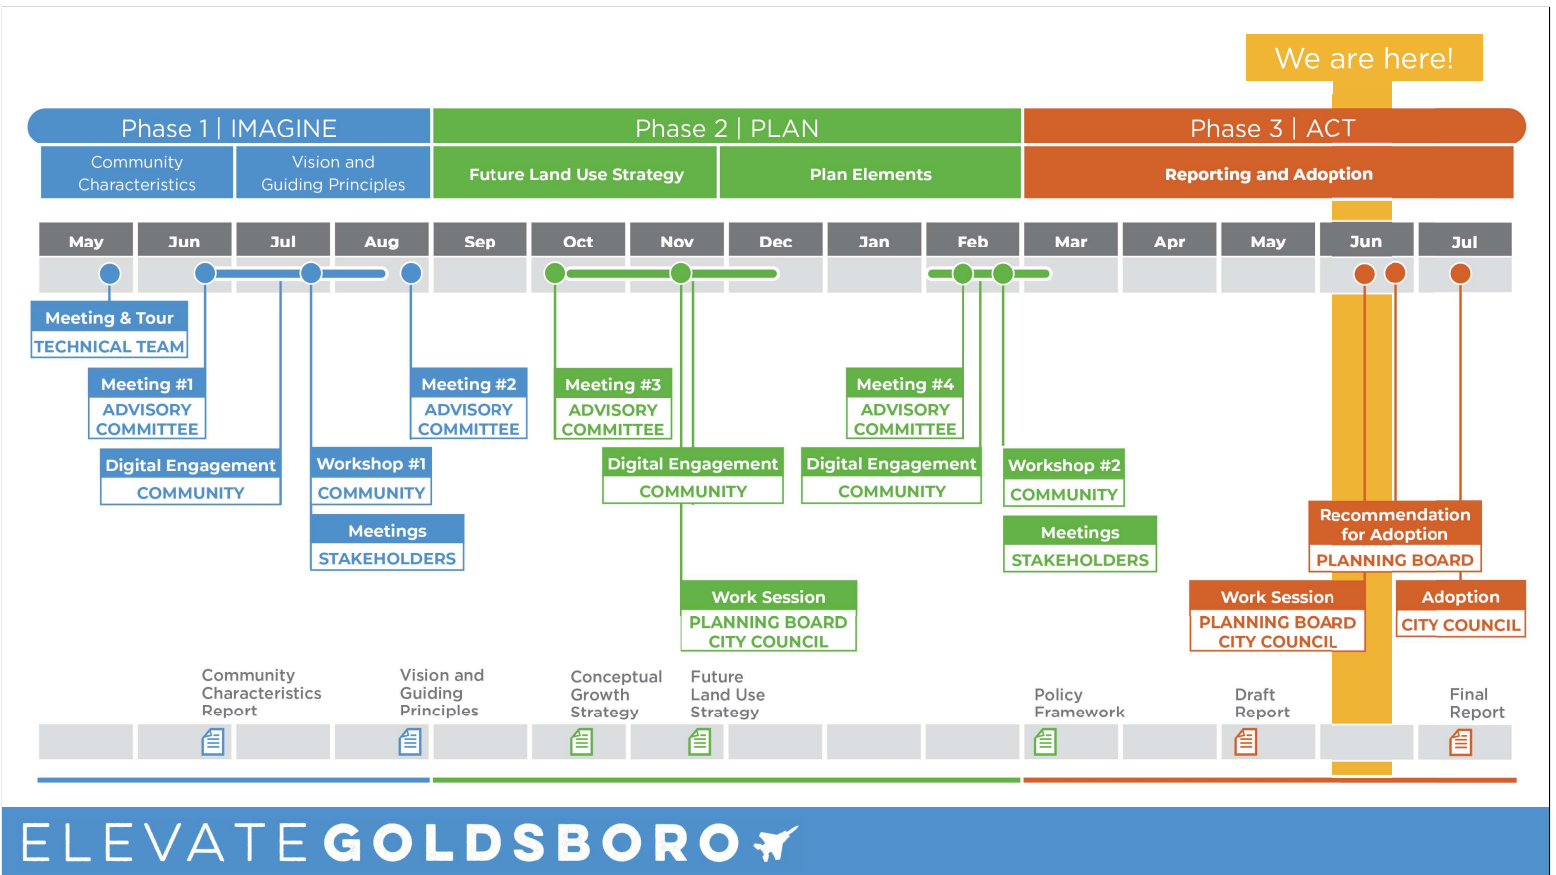 We are here!
Phase 1 | IMAGINE
Phase 2 | PLAN
Phase 3 | ACT
Community
Characteristics
Vision and
Guiding Principles
Future Land Use Strategy
Plan Elements
Reporting and Adoption
May
Jun
Jul
Aug
Sep
Oct
Nov
Dec
Jan
Feb
Mar
Apr
May
Jun
Jul
Meeting & Tour
TECHNICAL TEAM
Meeting #1
ADVISORY
COMMITTEE
Meeting #2
ADVISORY
COMMITTEE
Meeting #3
ADVISORY
COMMITTEE
Meeting #4
ADVISORY
COMMITTEE
Digital Engagement
COMMUNITY
Workshop #1
COMMUNITY
Digital Engagement
COMMUNITY
Digital Engagement
COMMUNITY
Workshop #2
COMMUNITY
Meetings
STAKEHOLDERS
Meetings
STAKEHOLDERS
Recommendation
for Adoption
PLANNING BOARD
Work Session
PLANNING BOARD
CITY COUNCIL
Work Session
PLANNING BOARD
CITY COUNCIL
Adoption
CITY COUNCIL
Community
Characteristics
Report
Vision and
Guiding
Principles
Conceptual
Growth
Strategy
Future
Land Use
Strategy
Policy
Framework
Draft
Report
Final
Report
ELEVATE GOLDSBORO